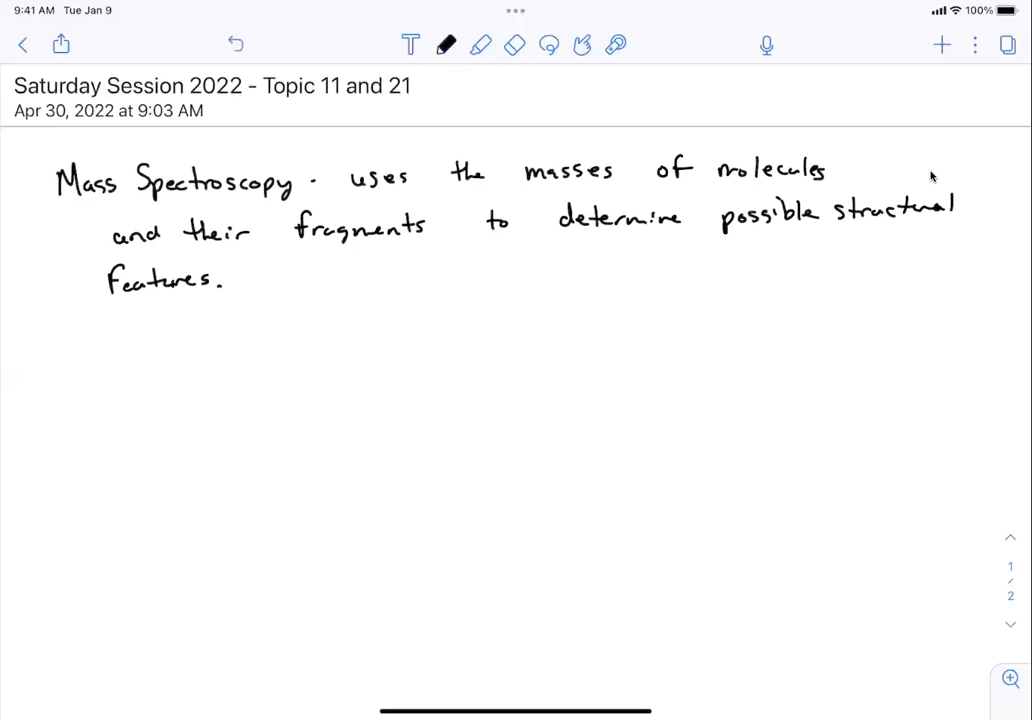 9:41 AM Tue Jan 9
100%
T
Saturday Session 2022 - Topic 11 and 21
Apr 30, 2022 at 9:03 AM
Mass Spectroscopy - uses the masses of molecules
and their fragments to determine possible structural
features.
1
/
2